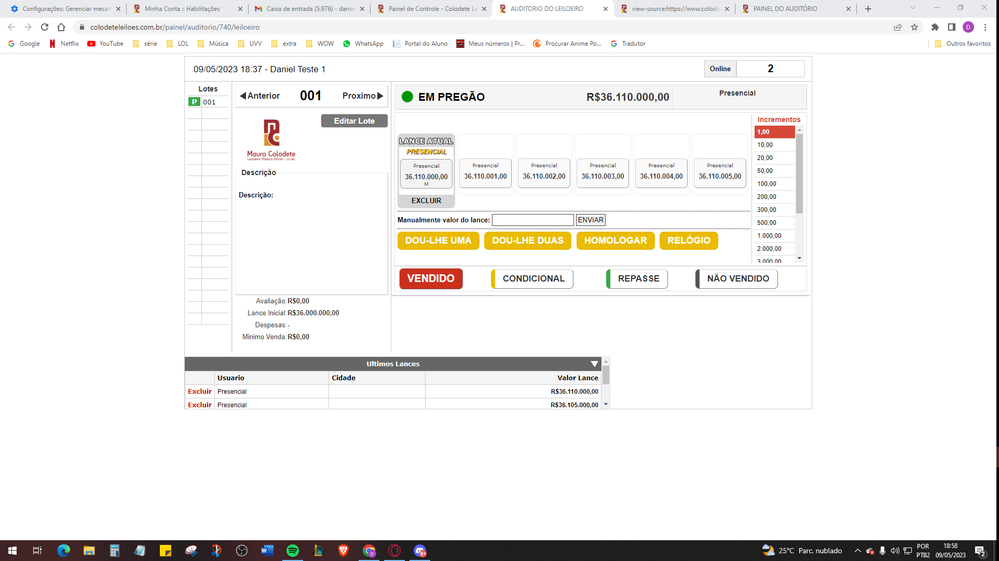 Configurações: Gerenciar mecan
Minha Conta :: Habilitações
Caixa de entrada (5.976) - daniel
Painel de Controle - Colodete Le
AUDITORIO DO LEILOEIRO
view-source:https://www.colode
PAINEL DO AUDITÓRIO
colodeteleiloes.com.br/painel/auditorio/740/leiloeiro
D
Google
Netflix
YouTube
série
LOL
Música
UVV
extra
WOW
WhatsApp
Portal do Aluno
Meus números | Pr...
Procurar Anime Po...
Tradutor
Outros favoritos
09/05/2023 18:37 - Daniel Teste 1
Online
2
Lotes
P 001
Anterior
001
Proximo
Editar Lote
Mauro Colodete
Leiloeiro Público Oficial - 051/ES
Descrição
Descrição:
Avaliação: R$0,00
Lance Inicial: R$36.000.000,00
Despesas: -
Minimo Venda: R$0,00
EM PREGÃO
R$36.110.000,00
Presencial
LANCE ATUAL
PRESENCIAL
Presencial
36.110.000,00
M
EXCLUIR
Presencial
36.110.001,00
Presencial
36.110.002,00
Presencial
36.110.003,00
Presencial
36.110.004,00
Presencial
36.110.005,00
Manualmente valor do lance:
ENVIAR
DOU-LHE UMA
DOU-LHE DUAS
HOMOLOGAR
RELÓGIO
VENDIDO
CONDICIONAL
REPASSE
NÃO VENDIDO
Incrementos
1,00
10,00
20,00
50,00
100,00
200,00
300,00
500,00
1.000,00
2.000,00
3.000,00
Ultimos Lances
Usuario Cidade Valor Lance
Excluir Presencial R$36.110.000,00
Excluir Presencial R$36.105.000,00
25°C Parc. nublado
POR
PTB2
18:58
09/05/2023
2